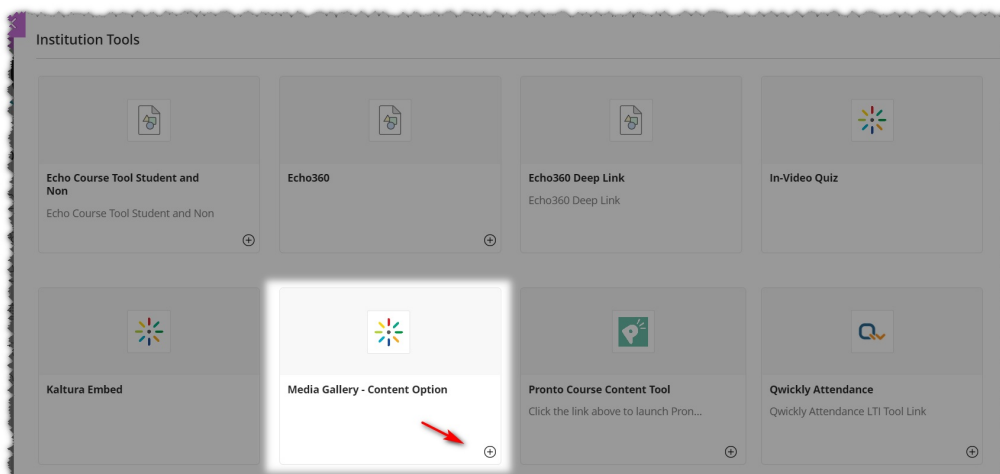 Institution Tools
Echo Course Tool Student and
Non
Echo Course Tool Student and Non
Echo360
Echo360 Deep Link
Echo360 Deep Link
In-Video Quiz
Kaltura Embed
Media Gallery - Content Option
Pronto Course Content Tool
Click the link above to launch Pron...
Qwickly Attendance
Qwickly Attendance LTI Tool Link